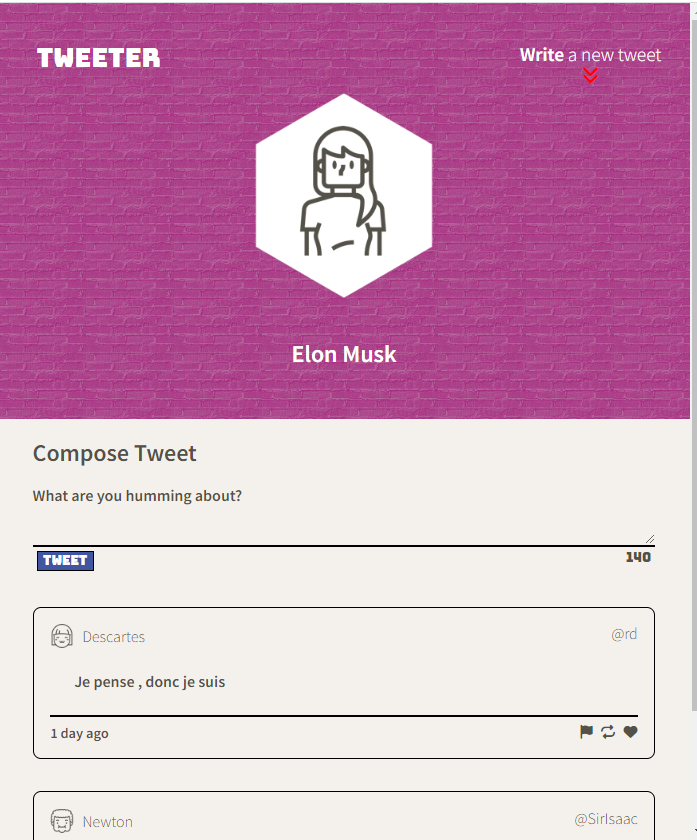 TWEETER
Write a new tweet
Elon Musk
Compose Tweet
What are you humming about?
TWEET
140
Descartes
@rd
Je pense , donc je suis
1 day ago
Newton
@SirIsaac